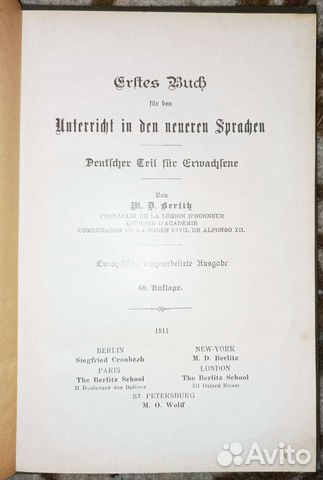 Erstes Buch
für den
Unterricht in den neueren Sprachen
Deutscher Teil für Erwachsene
Von
M. D. Berlitz
CHEVALIER DE LA LÉGION D'HONNEUR
OFFICIER D'ACADÉMIE
COMENDADOR DE LA ORDEN CIVIL DE ALFONSO XII.
Europäische umgearbeitete Ausgabe
68. Auflage.
1911
BERLIN
Siegfried Cronbach
NEW-YORK
M. D. Berlitz
PARIS
The Berlitz School
31 Boulevard des Italiens
LONDON
The Berlitz School
321 Oxford Street
ST. PETERSBURG
M. O. Wolff
Avito